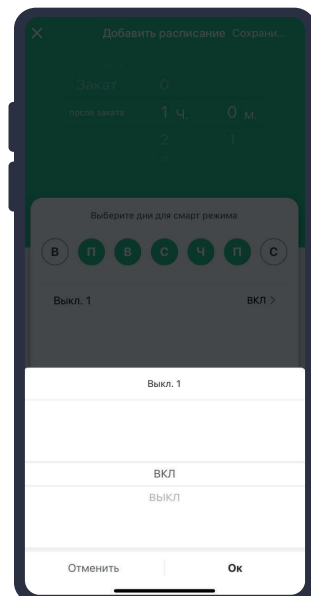 Добавить расписание Сохрани...
Закат 0
после заката 1 Ч. 0 М.
2 1
Выберите дни для смарт режима
В П В С Ч П С
Выкл. 1 ВКЛ >
Выкл. 1
ВКЛ
ВЫКЛ
Отменить Ок